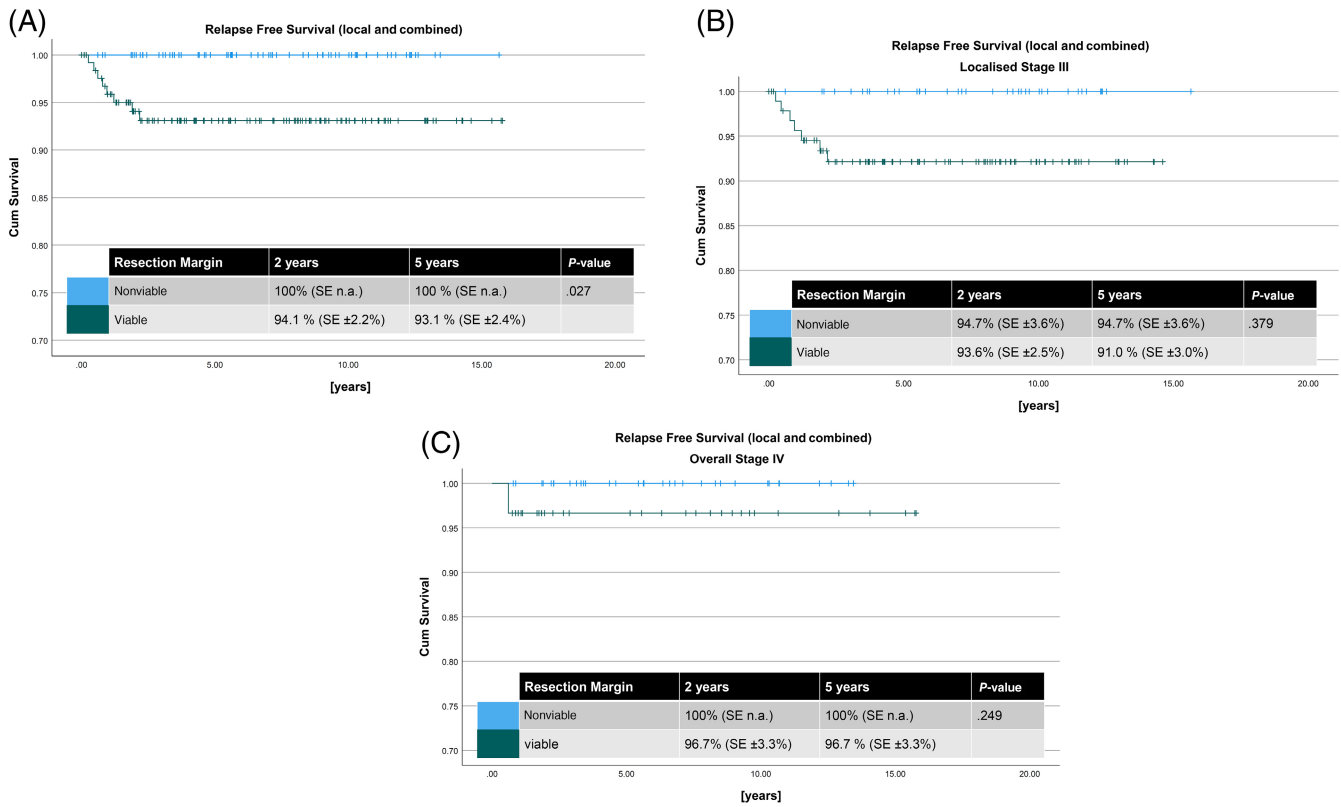 (A)
Relapse Free Survival (local and combined)
Cum Survival
1.00
0.95
0.90
0.85
0.80
0.75
0.70
Resection Margin 2 years 5 years P-value
Nonviable 100% (SE n.a.) 100 % (SE n.a.) .027
Viable 94.1 % (SE ±2.2%) 93.1 % (SE ±2.4%)
.00 5.00 10.00 15.00 20.00
[years]
(B)
Relapse Free Survival (local and combined)
Localised Stage III
Cum Survival
1.00
0.95
0.90
0.85
0.80
0.75
0.70
Resection Margin 2 years 5 years P-value
Nonviable 94.7% (SE ±3.6%) 94.7% (SE ±3.6%) .379
Viable 93.6% (SE ±2.5%) 91.0 % (SE ±3.0%)
.00 5.00 10.00 15.00 20.00
[years]
(C)
Relapse Free Survival (local and combined)
Overall Stage IV
Cum Survival
1.00
0.95
0.90
0.85
0.80
0.75
0.70
Resection Margin 2 years 5 years P-value
Nonviable 100% (SE n.a.) 100% (SE n.a.) .249
viable 96.7% (SE ±3.3%) 96.7 % (SE ±3.3%)
.00 5.00 10.00 15.00 20.00
[years]